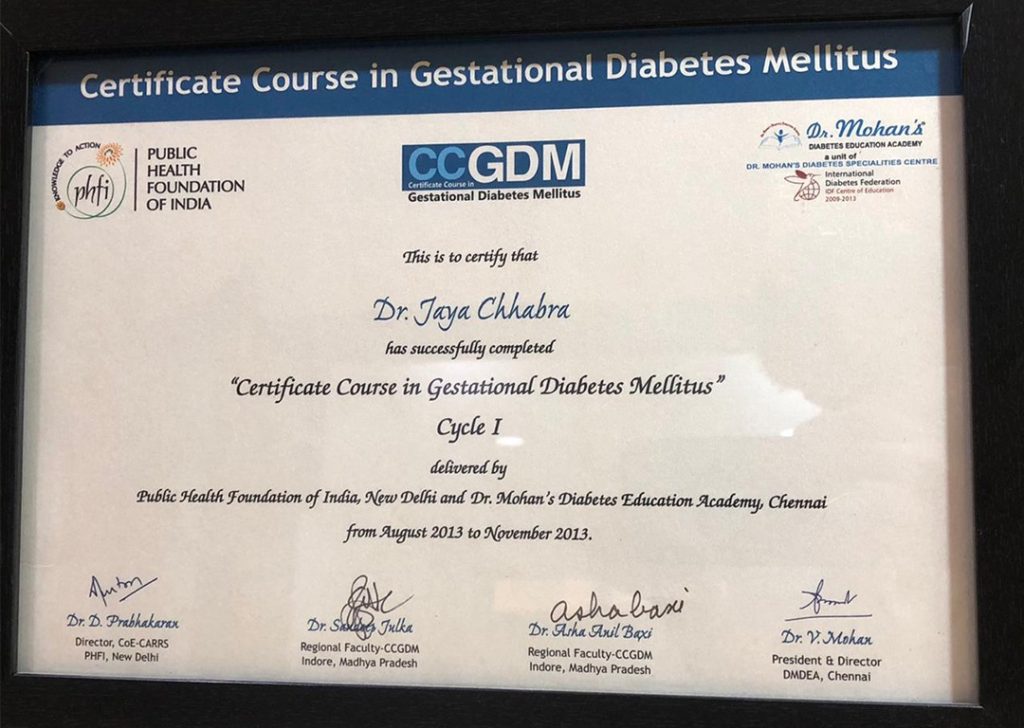 Certificate Course in Gestational Diabetes Mellitus
KNOWLEDGE TO ACTION
phfi
PUBLIC
HEALTH
FOUNDATION
OF INDIA
CCGDM
Certificate Course in
Gestational Diabetes Mellitus
Dr. Mohan's
DIABETES EDUCATION ACADEMY
a unit of
DR. MOHAN'S DIABETES SPECIALITIES CENTRE
International
Diabetes Federation
IDF Centre of Education
2009-2013
This is to certify that
Dr. Jaya Chhabra
has successfully completed
"Certificate Course in Gestational Diabetes Mellitus"
Cycle I
delivered by
Public Health Foundation of India, New Delhi and Dr. Mohan's Diabetes Education Academy, Chennai
from August 2013 to November 2013.
Dr. D. Prabhakaran
Director, CoE-CARRS
PHFI, New Delhi
Dr. Julka
Regional Faculty-CCGDM
Indore, Madhya Pradesh
asha baxi
Dr. Asha Anil Baxi
Regional Faculty-CCGDM
Indore, Madhya Pradesh
Dr. V. Mohan
President & Director
DMDEA, Chennai